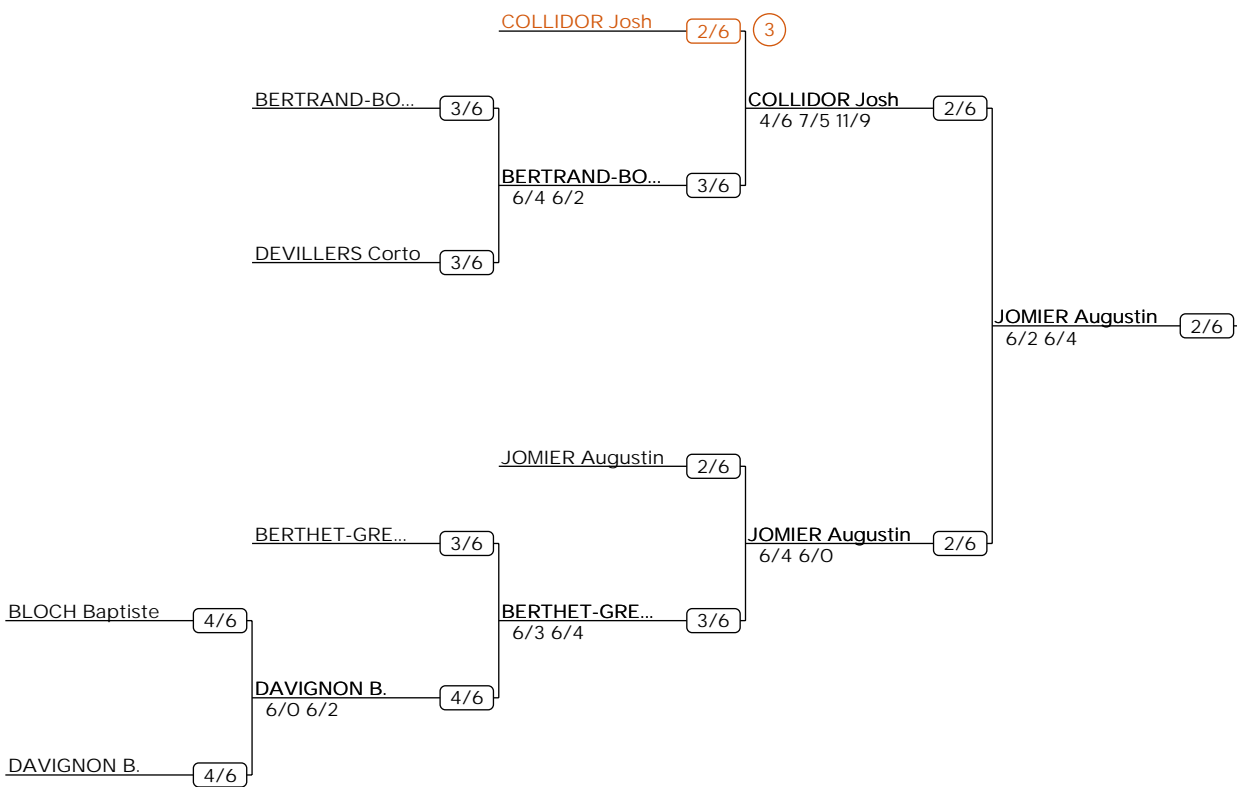 COLLIDOR Josh
2/6
3
BERTRAND-BO...
3/6
COLLIDOR Josh
2/6
4/6 7/5 11/9
BERTRAND-BO...
3/6
6/4 6/2
DEVILLERS Corto
3/6
JOMIER Augustin
2/6
6/2 6/4
JOMIER Augustin
2/6
BERTHET-GRE...
3/6
JOMIER Augustin
2/6
6/4 6/0
BLOCH Baptiste
4/6
BERTHET-GRE...
3/6
6/3 6/4
DAVIGNON B.
4/6
6/0 6/2
DAVIGNON B.
4/6